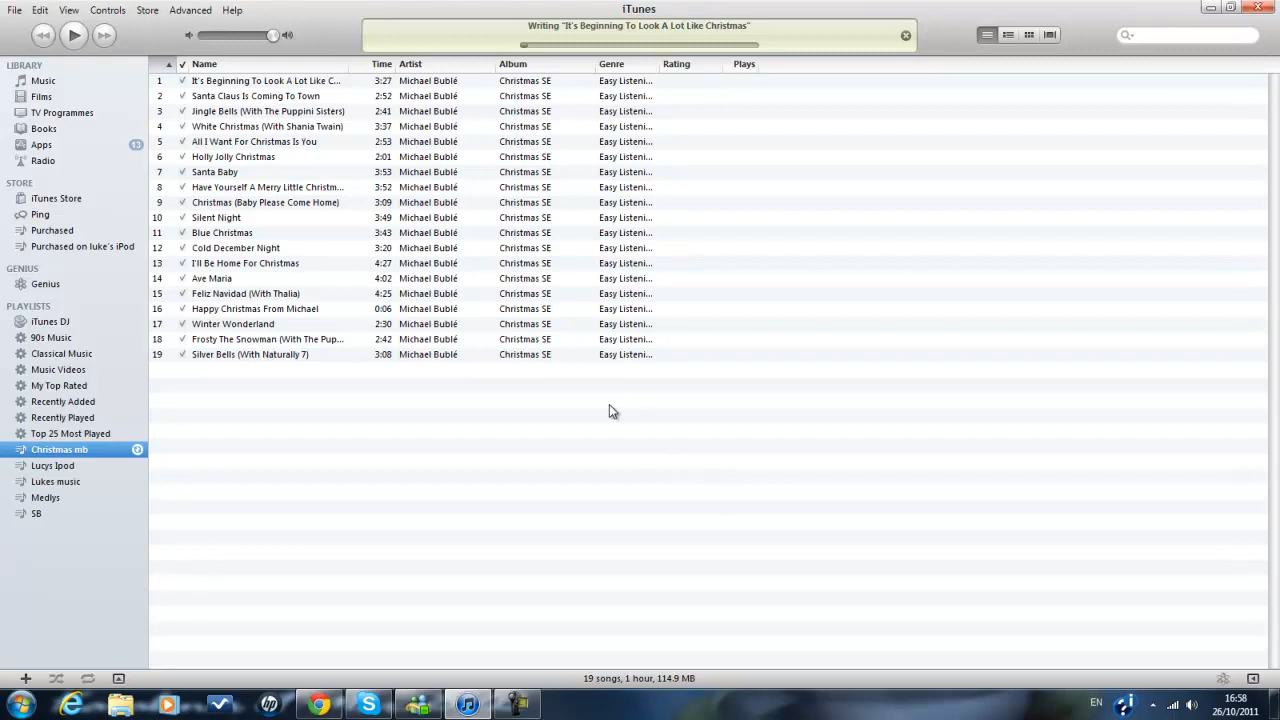 File Edit View Controls Store Advanced Help
iTunes
Writing "It's Beginning To Look A Lot Like Christmas"
LIBRARY
Music
Films
TV Programmes
Books
Apps 13
Radio
STORE
iTunes Store
Ping
Purchased
Purchased on luke's iPod
GENIUS
Genius
PLAYLISTS
iTunes DJ
90s Music
Classical Music
Music Videos
My Top Rated
Recently Added
Recently Played
Top 25 Most Played
Christmas mb
Lucys Ipod
Lukes music
Medlys
SB
Name Time Artist Album Genre Rating Plays
1 It's Beginning To Look A Lot Like C... 3:27 Michael Bublé Christmas SE Easy Listeni...
2 Santa Claus Is Coming To Town 2:52 Michael Bublé Christmas SE Easy Listeni...
3 Jingle Bells (With The Puppini Sisters) 2:41 Michael Bublé Christmas SE Easy Listeni...
4 White Christmas (With Shania Twain) 3:37 Michael Bublé Christmas SE Easy Listeni...
5 All I Want For Christmas Is You 2:53 Michael Bublé Christmas SE Easy Listeni...
6 Holly Jolly Christmas 2:01 Michael Bublé Christmas SE Easy Listeni...
7 Santa Baby 3:53 Michael Bublé Christmas SE Easy Listeni...
8 Have Yourself A Merry Little Christm... 3:52 Michael Bublé Christmas SE Easy Listeni...
9 Christmas (Baby Please Come Home) 3:09 Michael Bublé Christmas SE Easy Listeni...
10 Silent Night 3:49 Michael Bublé Christmas SE Easy Listeni...
11 Blue Christmas 3:43 Michael Bublé Christmas SE Easy Listeni...
12 Cold December Night 3:20 Michael Bublé Christmas SE Easy Listeni...
13 I'll Be Home For Christmas 4:27 Michael Bublé Christmas SE Easy Listeni...
14 Ave Maria 4:02 Michael Bublé Christmas SE Easy Listeni...
15 Feliz Navidad (With Thalia) 4:25 Michael Bublé Christmas SE Easy Listeni...
16 Happy Christmas From Michael 0:06 Michael Bublé Christmas SE Easy Listeni...
17 Winter Wonderland 2:30 Michael Bublé Christmas SE Easy Listeni...
18 Frosty The Snowman (With The Pup... 2:42 Michael Bublé Christmas SE Easy Listeni...
19 Silver Bells (With Naturally 7) 3:08 Michael Bublé Christmas SE Easy Listeni...
19 songs, 1 hour, 114.9 MB
hp
EN
16:58
26/10/2011